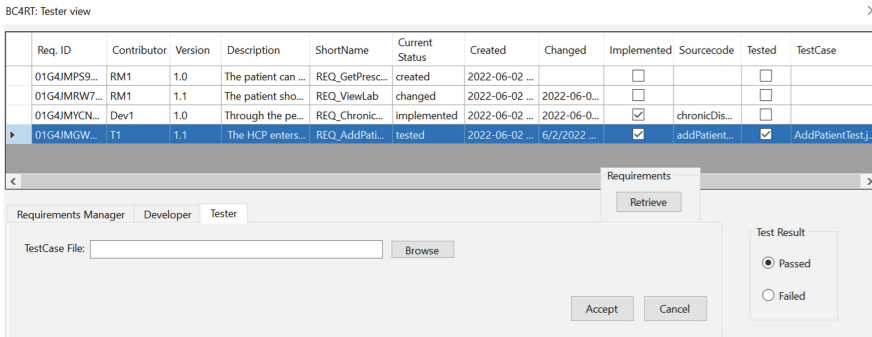 BC4RT: Tester view
Req. ID Contributor Version Description ShortName Current Status Created Changed Implemented Sourcecode Tested TestCase
01G4JMPS9... RM1 1.0 The patient can ... REQ_GetPresc... created 2022-06-02 ...
01G4JMRW7... RM1 1.1 The patient sho... REQ_ViewLab changed 2022-06-02 ... 2022-06-0...
01G4JMYCN... Dev1 1.0 Through the pe... REQ_Chronic... implemented 2022-06-02 ... 2022-06-0... chronicDis...
01G4JMGW... T1 1.1 The HCP enters... REQ_AddPati... tested 2022-06-02 ... 6/2/2022 ... addPatient... AddPatientTest.j...
Requirements
Retrieve
Requirements Manager Developer Tester
TestCase File: Browse
Test Result
Passed
Failed
Accept Cancel